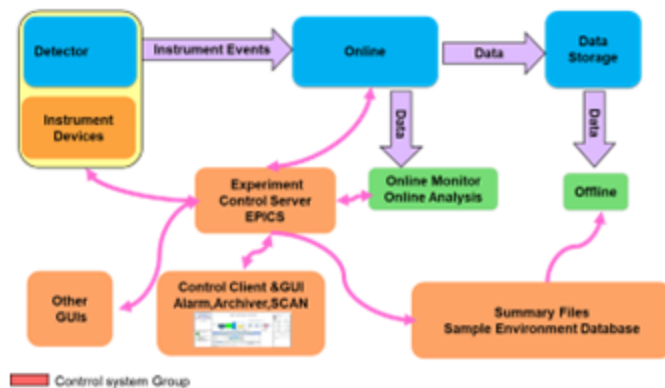 Detector
Instrument Events
Online
Data
Data
Storage
Instrument
Devices
Data
Data
Experiment
Control Server
EPICS
Online Monitor
Online Analysis
Offline
Other
GUIs
Control Client &GUI
Alarm,Archiver,SCAN
Summary Files
Sample Environment Database
Contrrol system Group